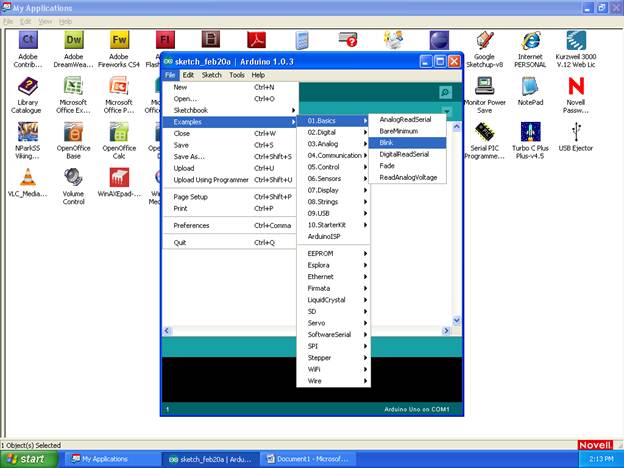 My Applications
File Edit View Help
Adobe Contrib...
Adobe DreamWea...
Adobe Fireworks CS4
Adobe Flash
Google Sketchup-v8
Internet PERSONAL
Kurzweil 3000 V.12 Web Lic
Library Catalogue
Microsoft Office Ex...
Microsoft Office Po...
Monitor Power Saver
NotePad
Novell Passw...
NParkSS Viking...
OpenOffice Base
OpenOffice Calc
Serial PIC Programme...
Turbo C Plus Plus-v4.5
USB Ejector
VLC_Media...
Volume Control
WinAXEpad-...
sketch_feb20a | Arduino 1.0.3
File Edit Sketch Tools Help
New Ctrl+N
Open... Ctrl+O
Sketchbook
Examples
Close Ctrl+W
Save Ctrl+S
Save As... Ctrl+Shift+S
Upload Ctrl+U
Upload Using Programmer Ctrl+Shift+U
Page Setup Ctrl+Shift+P
Print Ctrl+P
Preferences Ctrl+Comma
Quit Ctrl+Q
01.Basics
02.Digital
03.Analog
04.Communication
05.Control
06.Sensors
07.Display
08.Strings
09.USB
10.StarterKit
ArduinoISP
EEPROM
Esplora
Ethernet
Firmata
LiquidCrystal
SD
Servo
SoftwareSerial
SPI
Stepper
WiFi
Wire
AnalogReadSerial
BareMinimum
Blink
DigitalReadSerial
Fade
ReadAnalogVoltage
1
Arduino Uno on COM1
1 Object(s) Selected
Novell
start
My Applications
sketch_feb20a | Ardu...
Document1 - Microsof...
2:13 PM